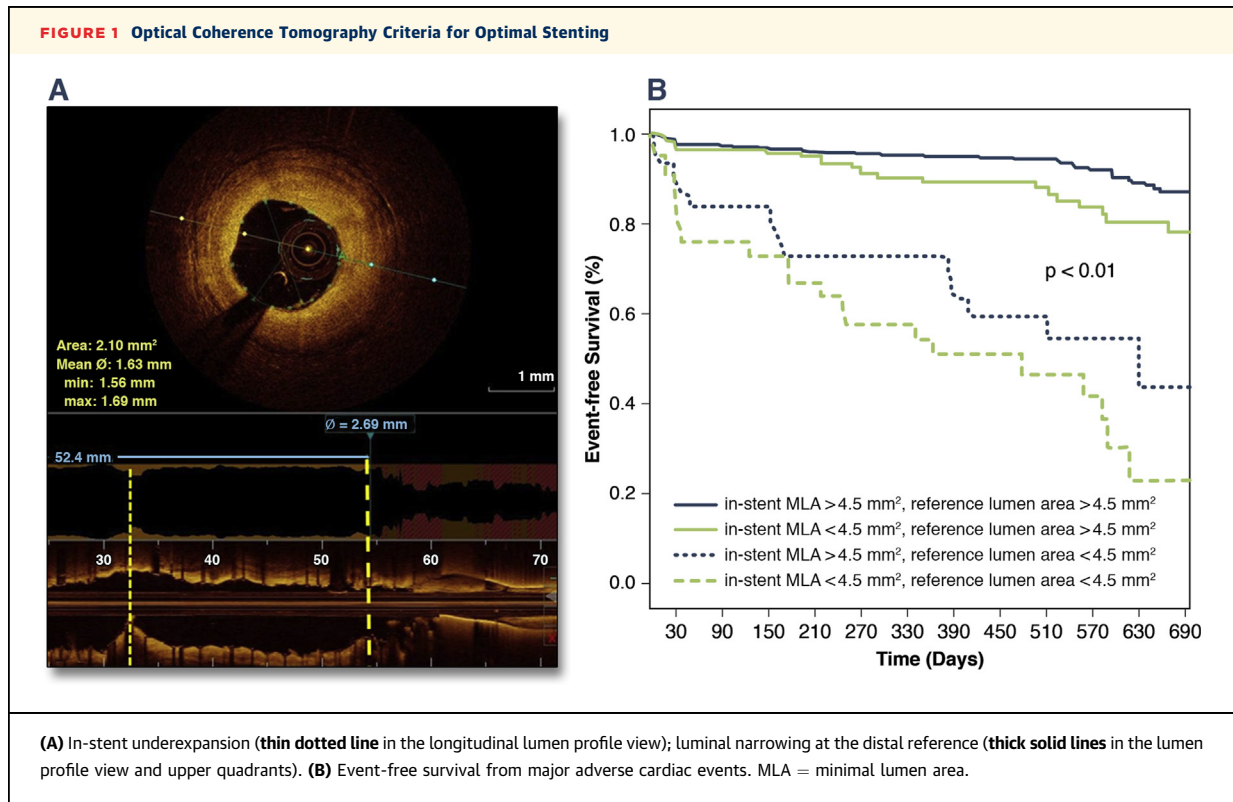 FIGURE 1 Optical Coherence Tomography Criteria for Optimal Stenting
A
Area: 2.10 mm²
Mean Ø: 1.63 mm
min: 1.56 mm
max: 1.69 mm
1 mm
Ø = 2.69 mm
52.4 mm
30 40 50 60 70
B
Event-free Survival (%)
1.0
0.8
0.6
0.4
0.2
0.0
p < 0.01
in-stent MLA >4.5 mm², reference lumen area >4.5 mm²
in-stent MLA <4.5 mm², reference lumen area >4.5 mm²
in-stent MLA >4.5 mm², reference lumen area <4.5 mm²
in-stent MLA <4.5 mm², reference lumen area <4.5 mm²
30 90 150 210 270 330 390 450 510 570 630 690
Time (Days)
(A) In-stent underexpansion (thin dotted line in the longitudinal lumen profile view); luminal narrowing at the distal reference (thick solid lines in the lumen
profile view and upper quadrants). (B) Event-free survival from major adverse cardiac events. MLA = minimal lumen area.